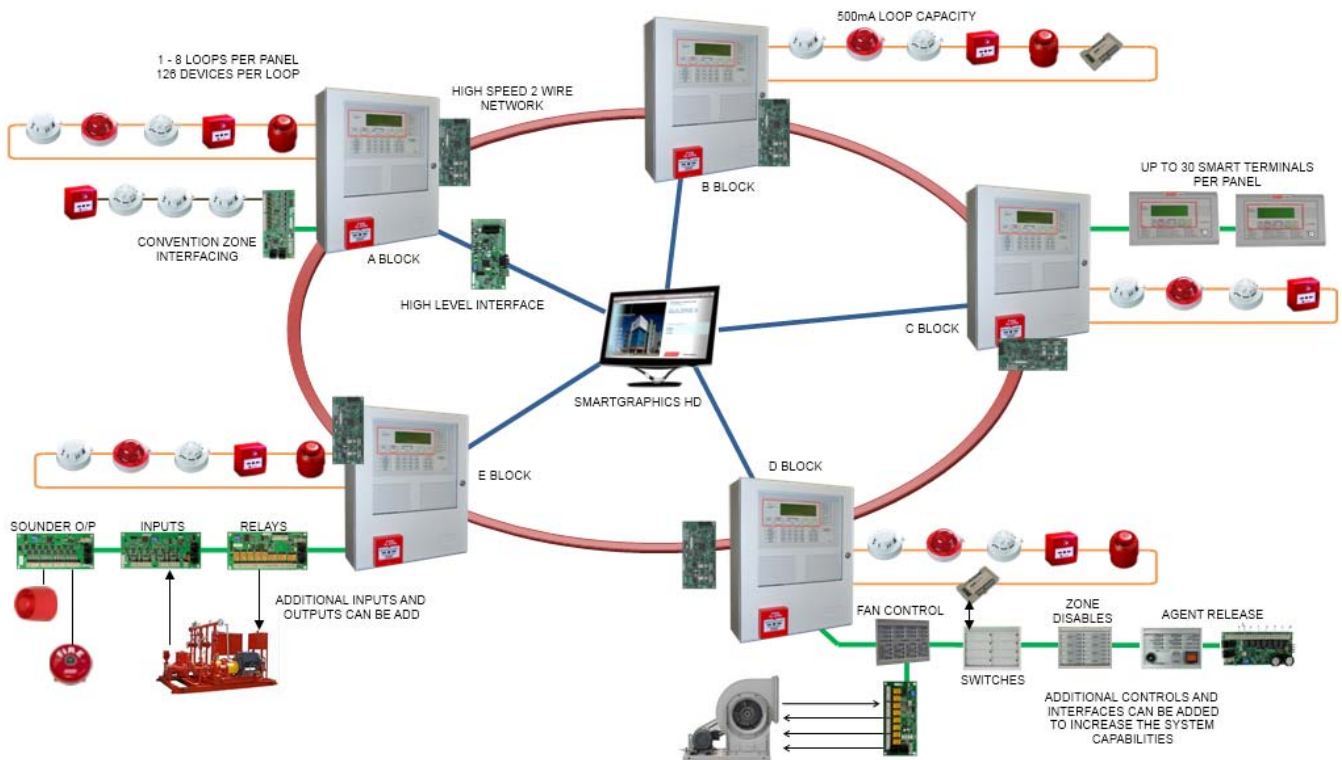 500mA LOOP CAPACITY
1 - 8 LOOPS PER PANEL
126 DEVICES PER LOOP
HIGH SPEED 2 WIRE
NETWORK
B BLOCK
UP TO 30 SMART TERMINALS
PER PANEL
CONVENTION ZONE
INTERFACING
A BLOCK
HIGH LEVEL INTERFACE
C BLOCK
SMARTGRAPHICS HD
E BLOCK
D BLOCK
SOUNDER O/P
INPUTS
RELAYS
ADDITIONAL INPUTS AND
OUTPUTS CAN BE ADD
FIRE
FAN CONTROL
ZONE
DISABLES
AGENT RELEASE
SWITCHES
ADDITIONAL CONTROLS AND
INTERFACES CAN BE ADDED
TO INCREASE THE SYSTEM
CAPABILITIES